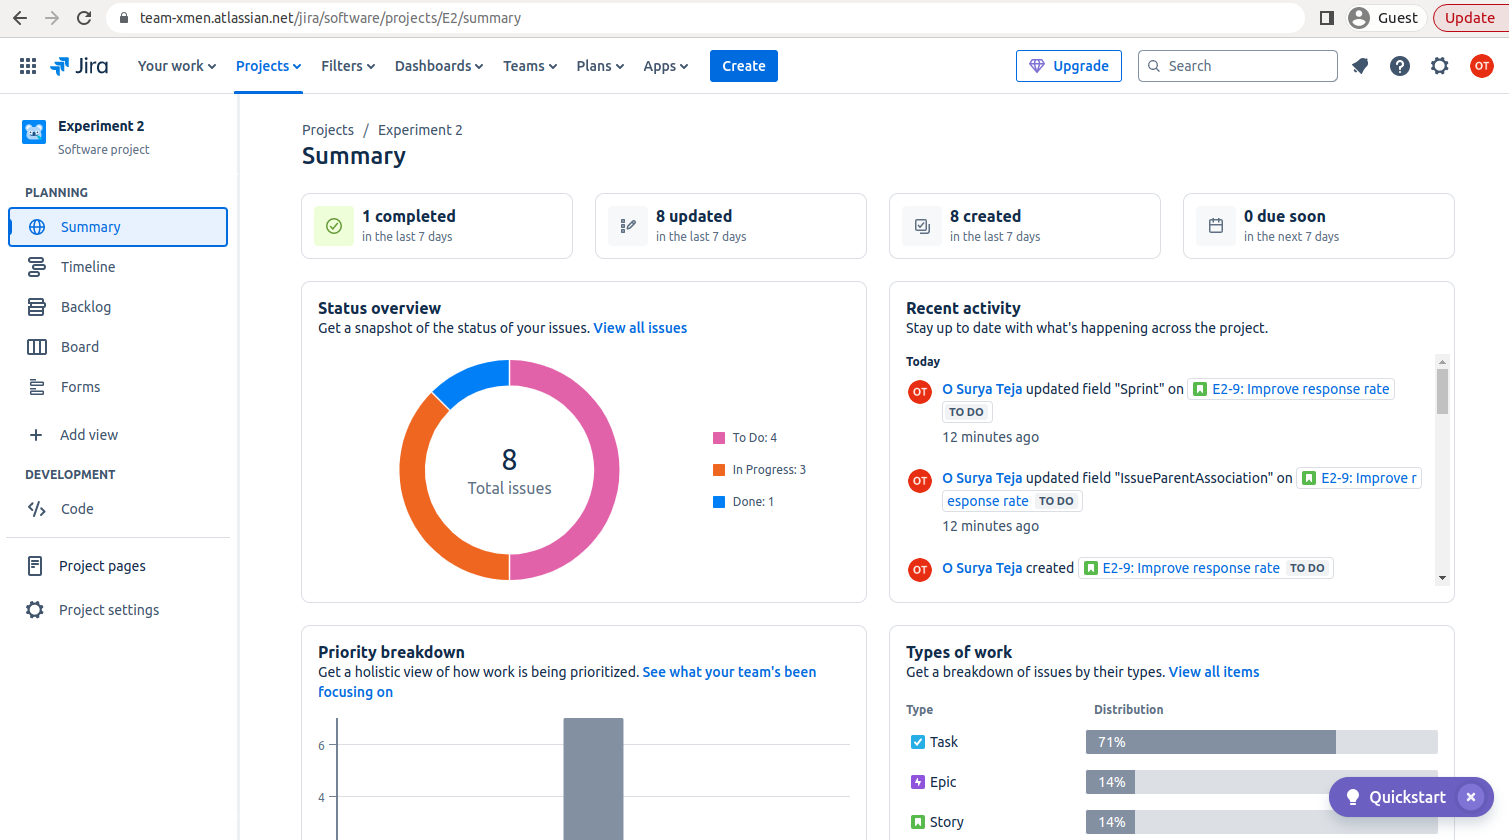 team-xmen.atlassian.net/jira/software/projects/E2/summary
Guest
Update
Jira
Your work
Projects
Filters
Dashboards
Teams
Plans
Apps
Create
Upgrade
Search
OT
Experiment 2
Software project
PLANNING
Summary
Timeline
Backlog
Board
Forms
Add view
DEVELOPMENT
Code
Project pages
Project settings
Projects / Experiment 2
Summary
1 completed
in the last 7 days
8 updated
in the last 7 days
8 created
in the last 7 days
0 due soon
in the next 7 days
Status overview
Get a snapshot of the status of your issues. View all issues
8
Total issues
To Do: 4
In Progress: 3
Done: 1
Recent activity
Stay up to date with what's happening across the project.
Today
OT
O Surya Teja updated field "Sprint" on E2-9: Improve response rate
TO DO
12 minutes ago
OT
O Surya Teja updated field "IssueParentAssociation" on E2-9: Improve r
esponse rate TO DO
12 minutes ago
OT
O Surya Teja created E2-9: Improve response rate TO DO
Priority breakdown
Get a holistic view of how work is being prioritized. See what your team's been
focusing on
6
4
Types of work
Get a breakdown of issues by their types. View all items
Type Distribution
Task 71%
Epic 14%
Story 14%
Quickstart